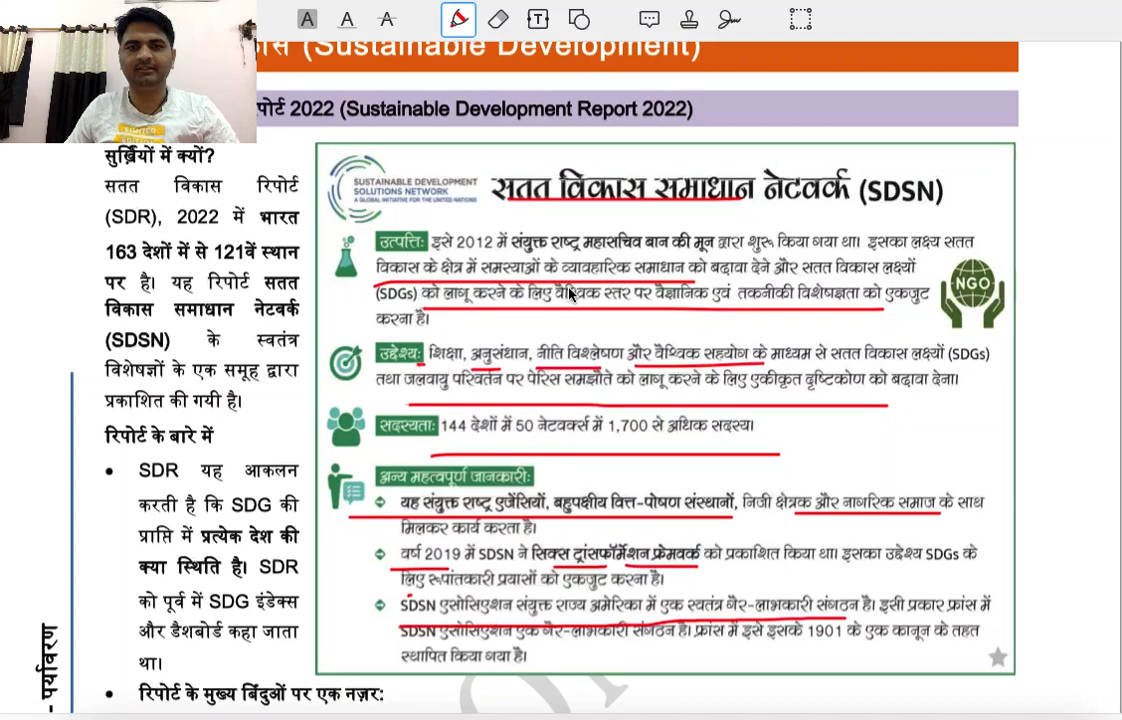 A A A T
ास (Sustainable Development)
पोर्ट 2022 (Sustainable Development Report 2022)
सुर्ख़ियों में क्यों?
सतत विकास रिपोर्ट
(SDR), 2022 में भारत
163 देशों में से 121वें स्थान
पर है। यह रिपोर्ट सतत
विकास समाधान नेटवर्क
(SDSN) के स्वतंत्र
विशेषज्ञों के एक समूह द्वारा
प्रकाशित की गयी है।
रिपोर्ट के बारे में
• SDR यह आकलन
करती है कि SDG की
प्राप्ति में प्रत्येक देश की
क्या स्थिति है। SDR
को पूर्व में SDG इंडेक्स
और डैशबोर्ड कहा जाता
था।
• रिपोर्ट के मुख्य बिंदुओं पर एक नज़र:
SUSTAINABLE DEVELOPMENT
SOLUTIONS NETWORK
A GLOBAL INITIATIVE FOR THE UNITED NATIONS
सतत विकास समाधान नेटवर्क (SDSN)
उत्पत्ति: इसे 2012 में संयुक्त राष्ट्र महासचिव बान की मून द्वारा शुरू किया गया था। इसका लक्ष्य सतत
विकास के क्षेत्र में समस्याओं के व्यावहारिक समाधान को बढ़ावा देने और सतत विकास लक्ष्यों
(SDGs) को लागू करने के लिए वैश्विक स्तर पर वैज्ञानिक एवं तकनीकी विशेषज्ञता को एकजुट
करना है।
NGO
उद्देश्य: शिक्षा, अनुसंधान, नीति विश्लेषण और वैश्विक सहयोग के माध्यम से सतत विकास लक्ष्यों (SDGs)
तथा जलवायु परिवर्तन पर पेरिस समझौते को लागू करने के लिए एकीकृत दृष्टिकोण को बढ़ावा देना।
सदस्यता: 144 देशों में 50 नेटवर्क्स में 1,700 से अधिक सदस्य।
अन्य महत्वपूर्ण जानकारी:
यह संयुक्त राष्ट्र एजेंसियों, बहुपक्षीय वित्त-पोषण संस्थानों, निजी क्षेत्रक और नागरिक समाज के साथ
मिलकर कार्य करता है।
वर्ष 2019 में SDSN ने सिक्स ट्रांसफॉर्मेशन फ्रेमवर्क को प्रकाशित किया था। इसका उद्देश्य SDGs के
लिए रूपांतकारी प्रयासों को एकजुट करना है।
SDSN एसोसिएशन संयुक्त राज्य अमेरिका में एक स्वतंत्र गैर-लाभकारी संगठन है। इसी प्रकार फ्रांस में
SDSN एसोसिएशन एक गैर-लाभकारी संगठन है। फ्रांस में इसे इसके 1901 के एक कानून के तहत
स्थापित किया गया है।
- पर्यावरण